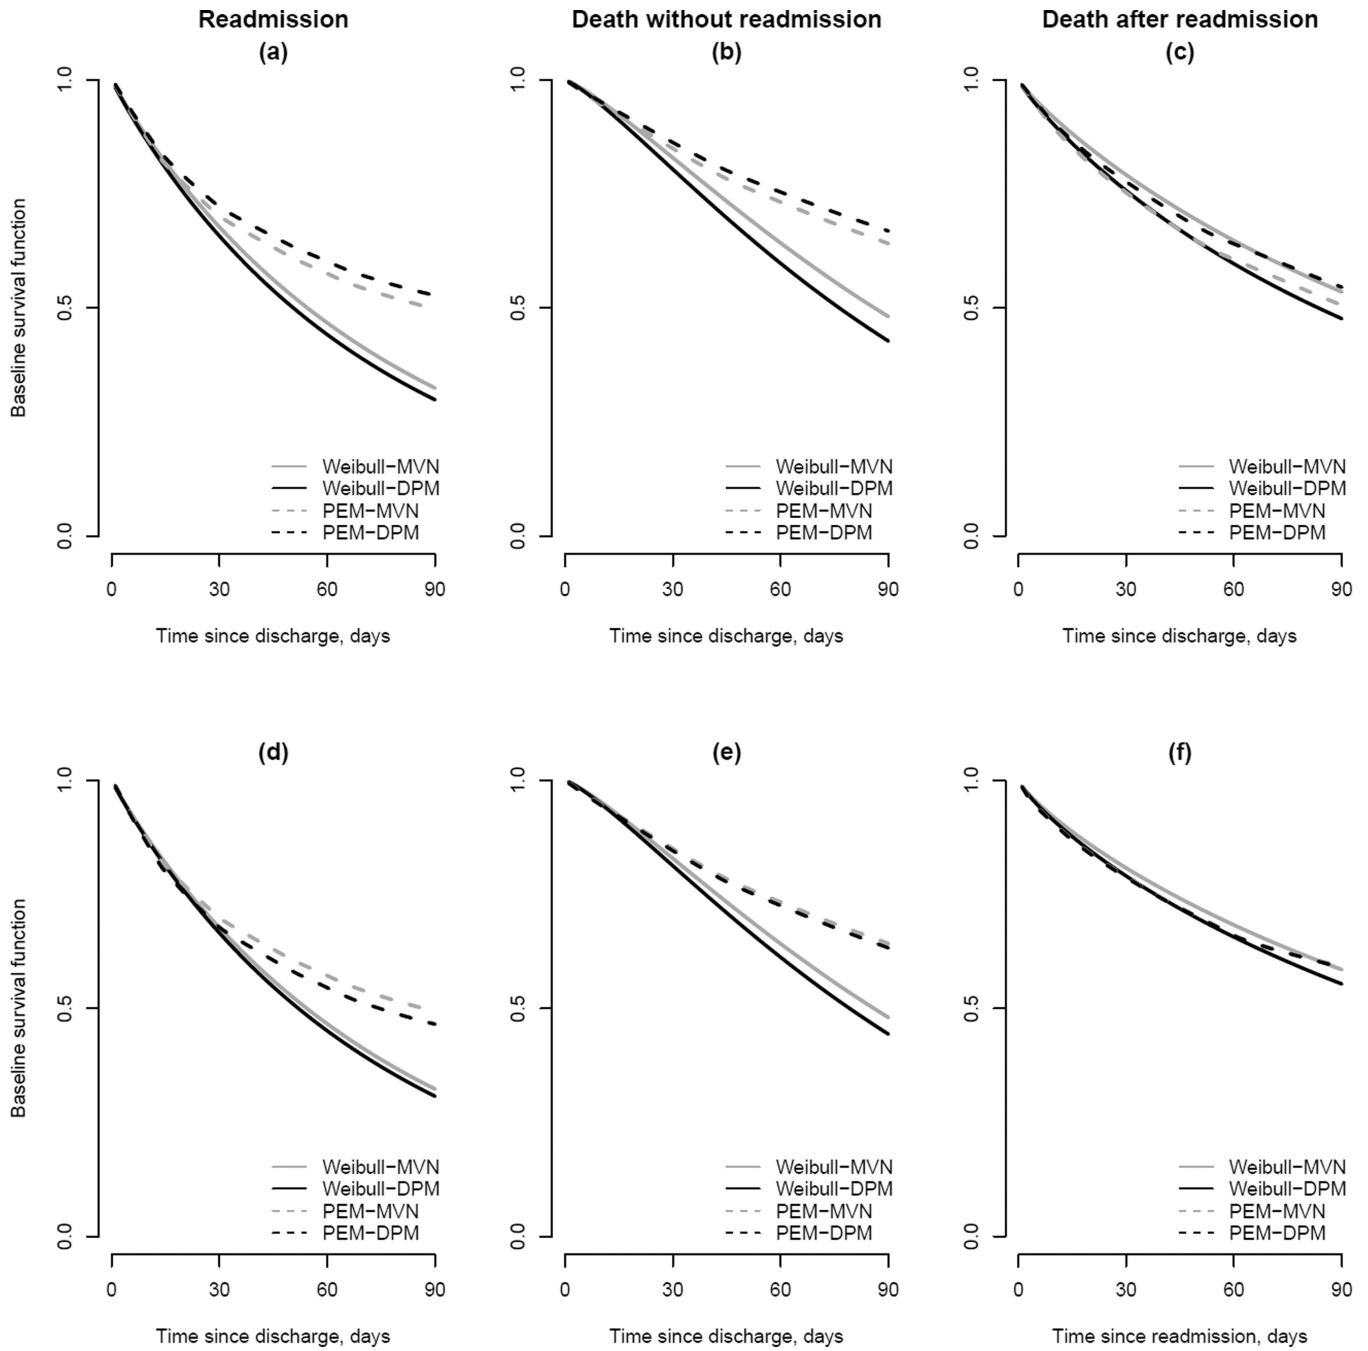 Readmission
(a)
Death without readmission
(b)
Death after readmission
(c)
Baseline survival function
1.0
0.5
0.0
Weibull−MVN
Weibull−DPM
PEM−MVN
PEM−DPM
0 30 60 90
Time since discharge, days
1.0
0.5
0.0
Weibull−MVN
Weibull−DPM
PEM−MVN
PEM−DPM
0 30 60 90
Time since discharge, days
1.0
0.5
0.0
Weibull−MVN
Weibull−DPM
PEM−MVN
PEM−DPM
0 30 60 90
Time since discharge, days
(d)
Baseline survival function
1.0
0.5
0.0
Weibull−MVN
Weibull−DPM
PEM−MVN
PEM−DPM
0 30 60 90
Time since discharge, days
(e)
1.0
0.5
0.0
Weibull−MVN
Weibull−DPM
PEM−MVN
PEM−DPM
0 30 60 90
Time since discharge, days
(f)
1.0
0.5
0.0
Weibull−MVN
Weibull−DPM
PEM−MVN
PEM−DPM
0 30 60 90
Time since readmission, days